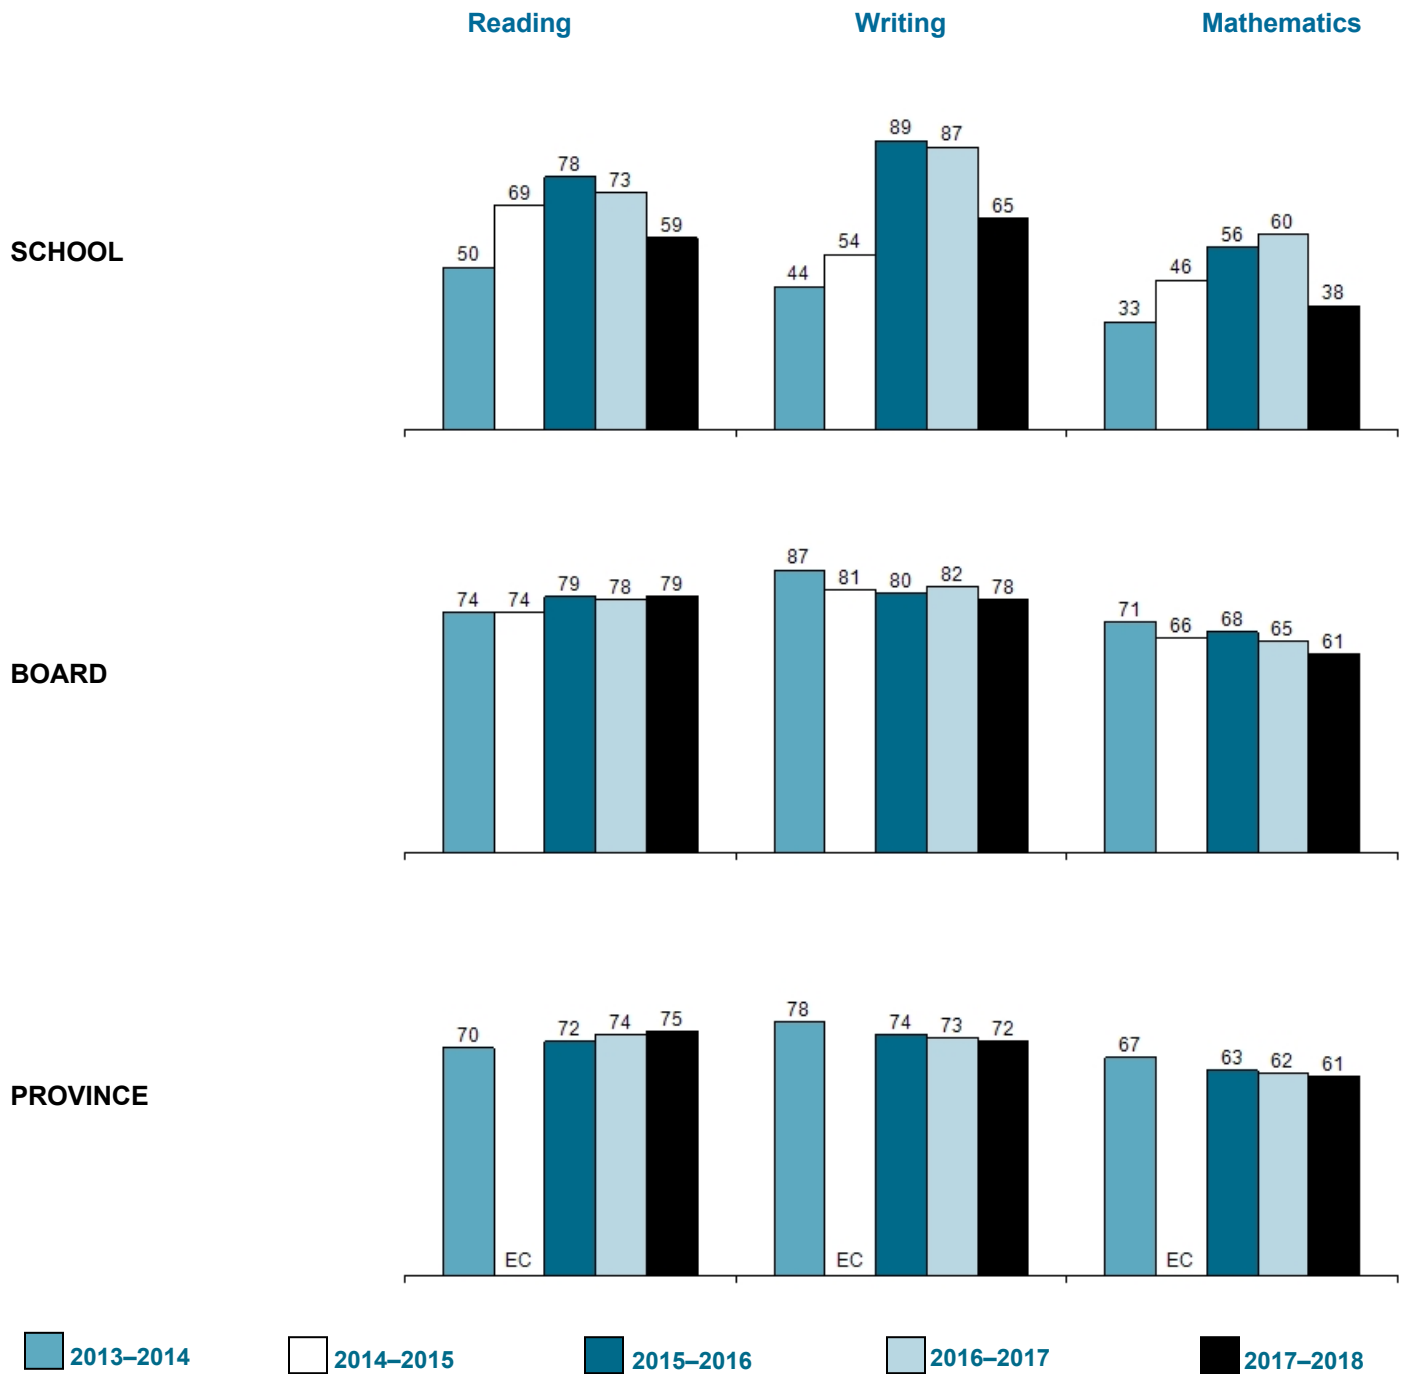 Reading Writing Mathematics
SCHOOL
50 69 78 73 59 44 54 89 87 65 33 46 56 60 38
BOARD
74 74 79 78 79 87 81 80 82 78 71 66 68 65 61
PROVINCE
70 EC 72 74 75 78 EC 74 73 72 67 EC 63 62 61
2013–2014 2014–2015 2015–2016 2016–2017 2017–2018